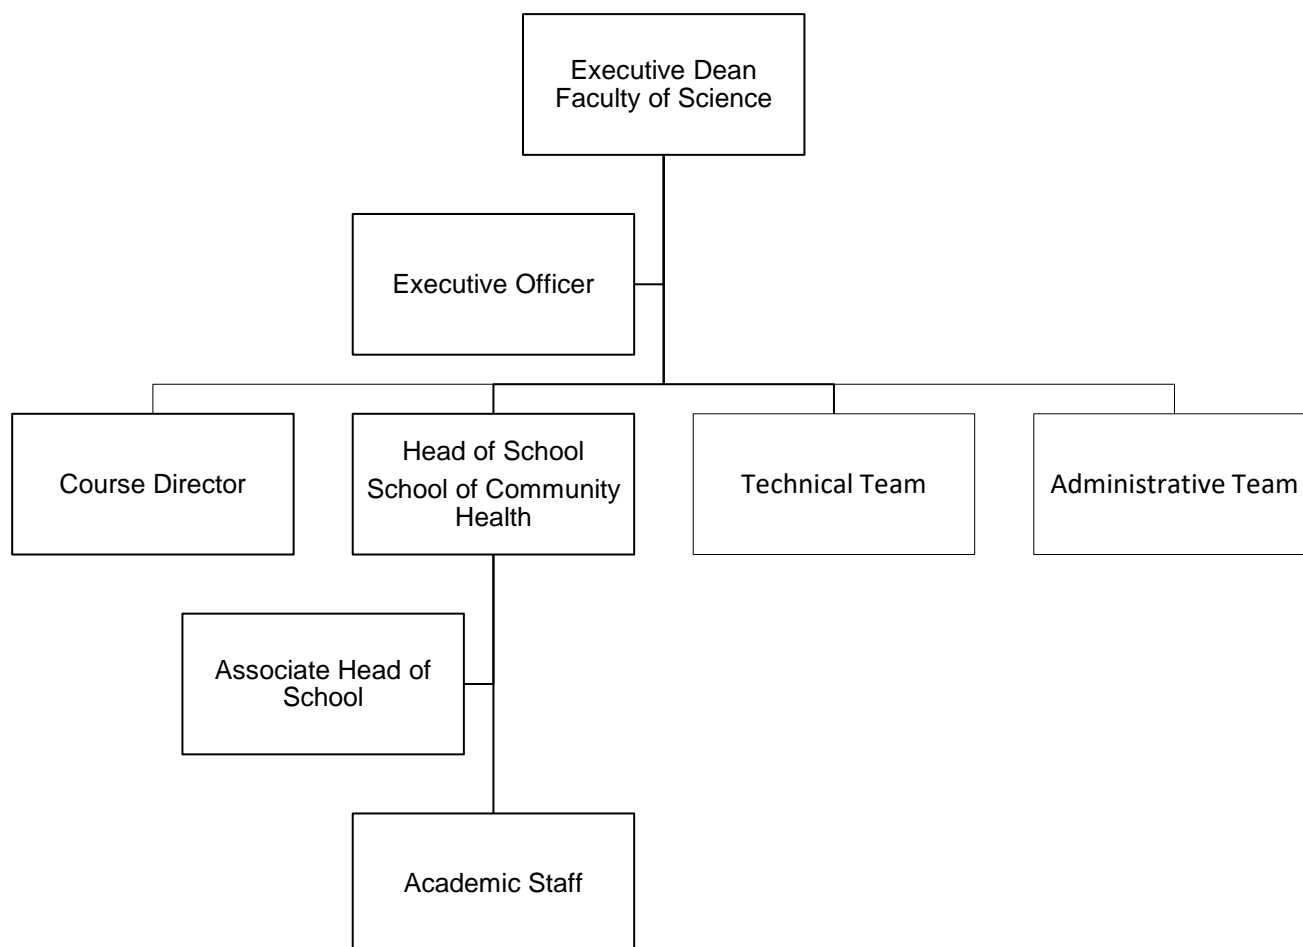 Executive Dean
Faculty of Science
Executive Officer
Course Director
Head of School
School of Community
Health
Technical Team
Administrative Team
Associate Head of
School
Academic Staff